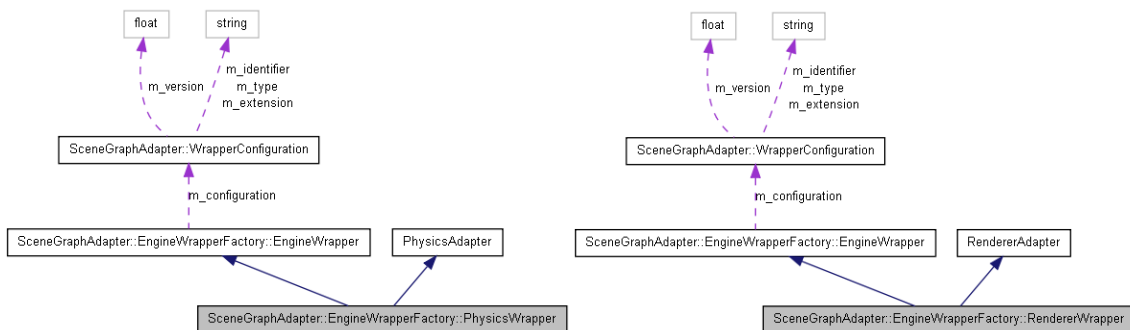 float
string
m_version
m_identifier
m_type
m_extension
SceneGraphAdapter::WrapperConfiguration
m_configuration
SceneGraphAdapter::EngineWrapperFactory::EngineWrapper
PhysicsAdapter
SceneGraphAdapter::EngineWrapperFactory::PhysicsWrapper
float
string
m_version
m_identifier
m_type
m_extension
SceneGraphAdapter::WrapperConfiguration
m_configuration
SceneGraphAdapter::EngineWrapperFactory::EngineWrapper
RendererAdapter
SceneGraphAdapter::EngineWrapperFactory::RendererWrapper